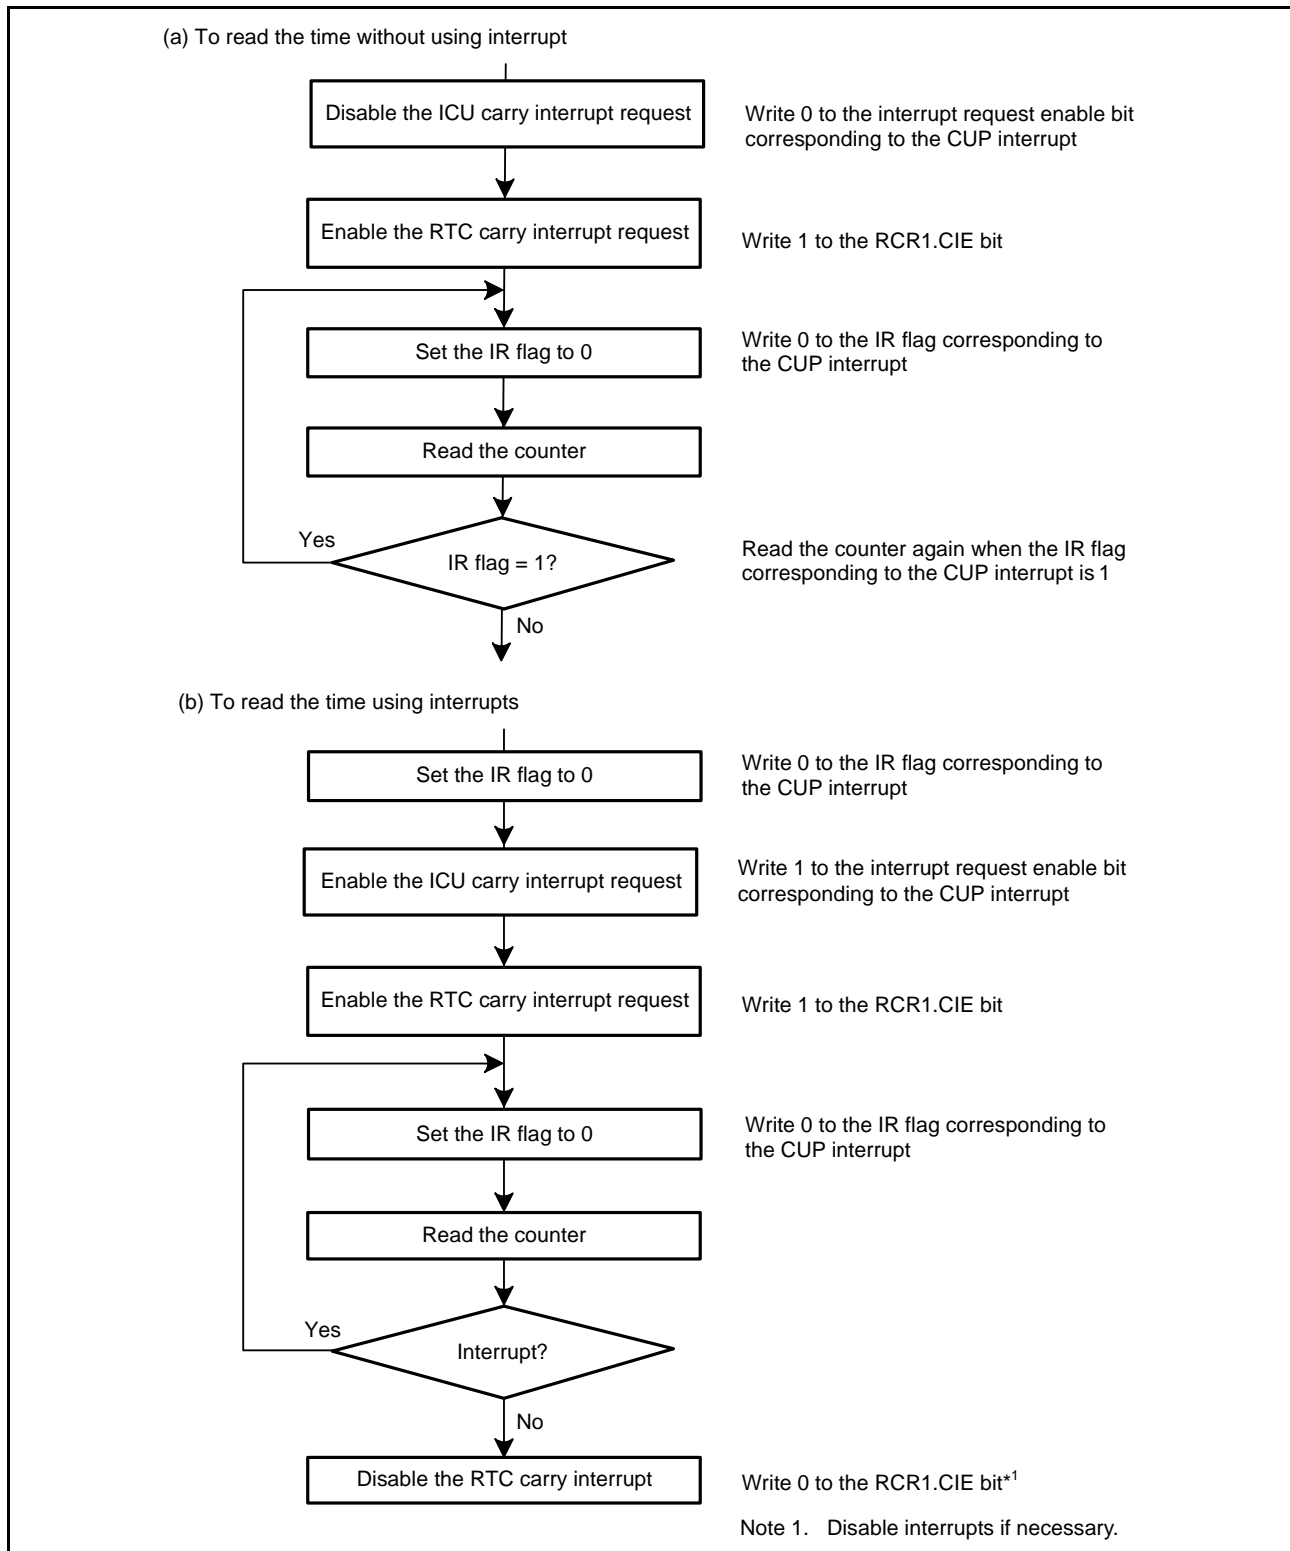 (a) To read the time without using interrupt
Disable the ICU carry interrupt request
Write 0 to the interrupt request enable bit
corresponding to the CUP interrupt
Enable the RTC carry interrupt request
Write 1 to the RCR1.CIE bit
Set the IR flag to 0
Write 0 to the IR flag corresponding to
the CUP interrupt
Read the counter
Yes
IR flag = 1?
Read the counter again when the IR flag
corresponding to the CUP interrupt is 1
No
(b) To read the time using interrupts
Set the IR flag to 0
Write 0 to the IR flag corresponding to
the CUP interrupt
Enable the ICU carry interrupt request
Write 1 to the interrupt request enable bit
corresponding to the CUP interrupt
Enable the RTC carry interrupt request
Write 1 to the RCR1.CIE bit
Set the IR flag to 0
Write 0 to the IR flag corresponding to
the CUP interrupt
Read the counter
Yes
Interrupt?
No
Disable the RTC carry interrupt
Write 0 to the RCR1.CIE bit*1
Note 1. Disable interrupts if necessary.